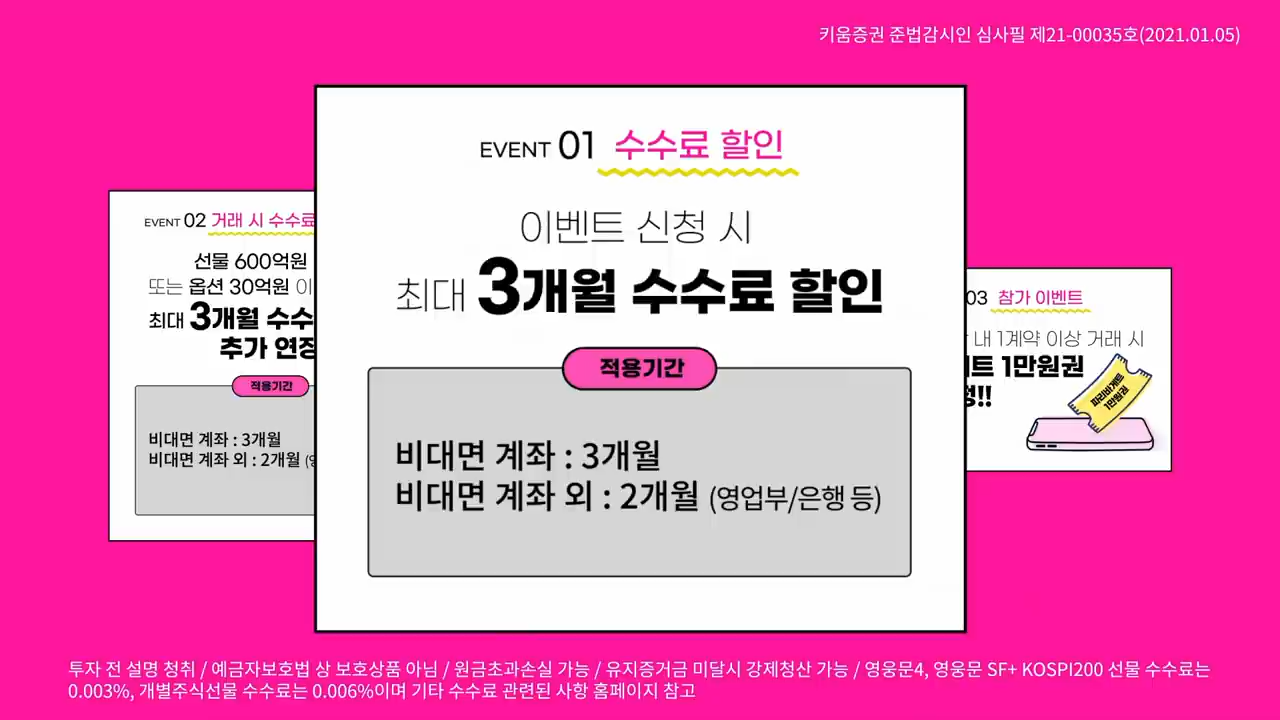 키움증권 준법감시인 심사필 제21-00035호(2021.01.05)
EVENT 01 수수료 할인
이벤트 신청 시
최대 3개월 수수료 할인
적용기간
비대면 계좌 : 3개월
비대면 계좌 외 : 2개월 (영업부/은행 등)
EVENT 02 거래 시 수수료
선물 600억원
또는 옵션 30억원 이
최대 3개월 수수
추가 연장
적용기간
비대면 계좌 : 3개월
비대면 계좌 외 : 2개월
03 참가 이벤트
내 1계약 이상 거래 시
1만원권
파리바게뜨
1만원권
투자 전 설명 청취 / 예금자보호법 상 보호상품 아님 / 원금초과손실 가능 / 유지증거금 미달시 강제청산 가능 / 영웅문4, 영웅문 SF+ KOSPI200 선물 수수료는
0.003%, 개별주식선물 수수료는 0.006%이며 기타 수수료 관련된 사항 홈페이지 참고